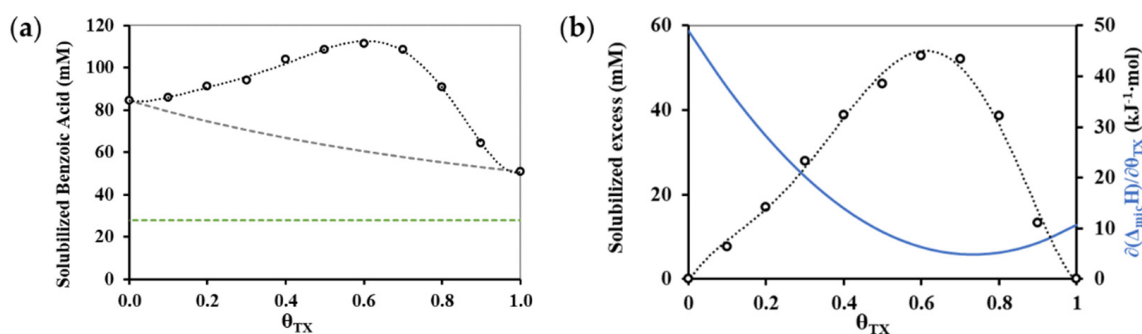 (a)
Solubilized Benzoic Acid (mM)
120
100
80
60
40
20
0
0.0 0.2 0.4 0.6 0.8 1.0
θTX
(b)
Solubilized excess (mM)
60
40
20
0
0 0.2 0.4 0.6 0.8 1
θTX
50
40
30
20
10
0
∂(ΔmicH)/∂θTX (kJ⁻¹·mol)